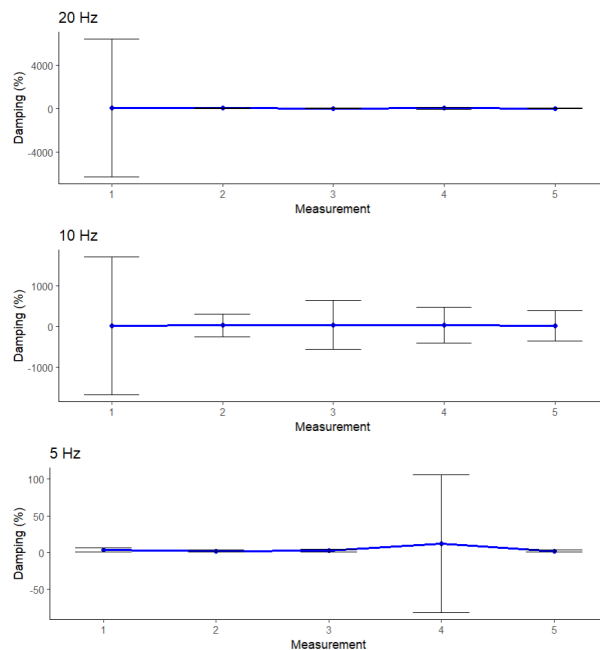 20 Hz
Damping (%)
4000
0
-4000
1 2 3 4 5
Measurement
10 Hz
Damping (%)
1000
0
-1000
1 2 3 4 5
Measurement
5 Hz
Damping (%)
100
50
0
-50
1 2 3 4 5
Measurement